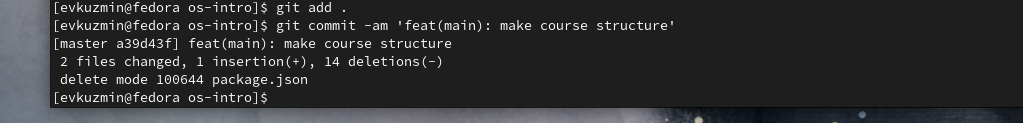 [evkuzmin@fedora os-intro]$ git add .
[evkuzmin@fedora os-intro]$ git commit -am 'feat(main): make course structure'
[master a39d43f] feat(main): make course structure
 2 files changed, 1 insertion(+), 14 deletions(-)
 delete mode 100644 package.json
[evkuzmin@fedora os-intro]$